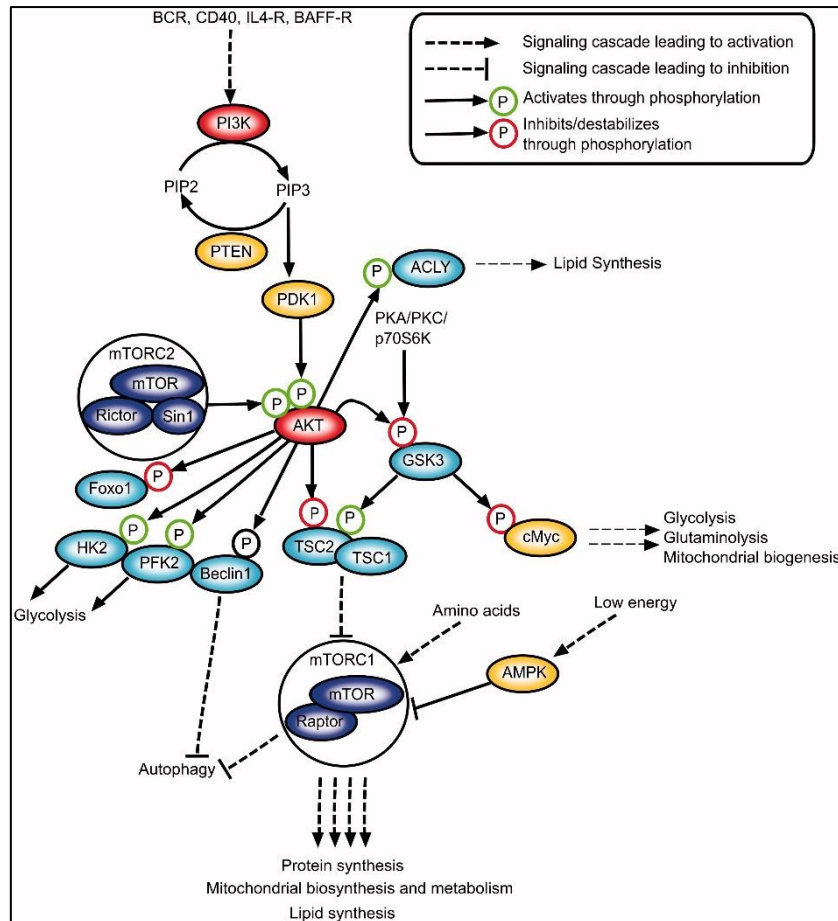 BCR, CD40, IL4-R, BAFF-R
Signaling cascade leading to activation
Signaling cascade leading to inhibition
P Activates through phosphorylation
P Inhibits/destabilizes
through phosphorylation
PI3K
PIP2
PIP3
PTEN
PDK1
P
ACLY
Lipid Synthesis
PKA/PKC/
p70S6K
mTORC2
mTOR
Rictor
Sin1
P
P
AKT
P
GSK3
Foxo1
P
P
P
P
P
P
P
HK2
PFK2
Beclin1
TSC2
TSC1
cMyc
Glycolysis
Glutaminolysis
Mitochondrial biogenesis
Glycolysis
Amino acids
Low energy
mTORC1
mTOR
Raptor
AMPK
Autophagy
Protein synthesis
Mitochondrial biosynthesis and metabolism
Lipid synthesis